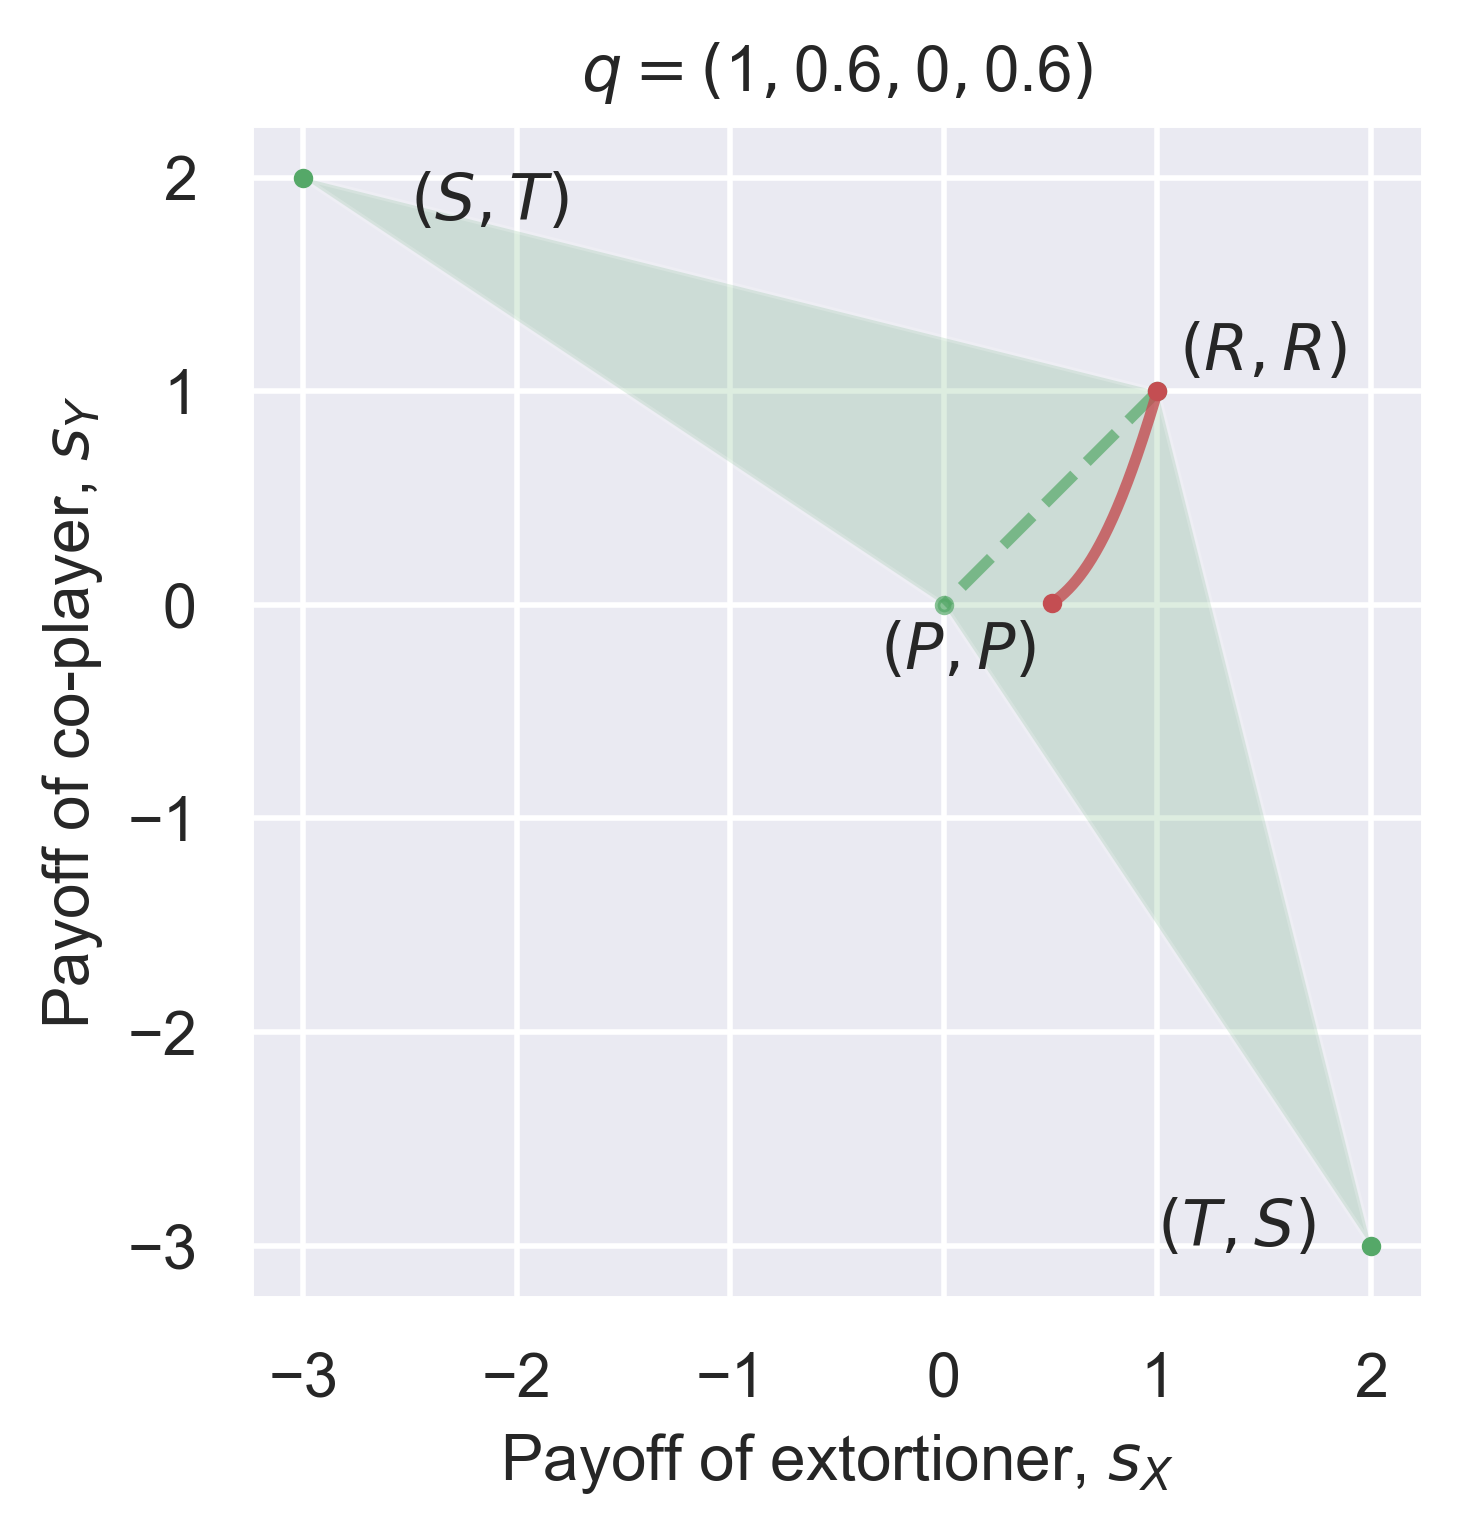 q = (1, 0.6, 0, 0.6)
2
(S, T)
(R, R)
1
0
(P, P)
−1
−2
(T, S)
−3
Payoff of co-player, s_Y
−3 −2 −1 0 1 2
Payoff of extortioner, s_X